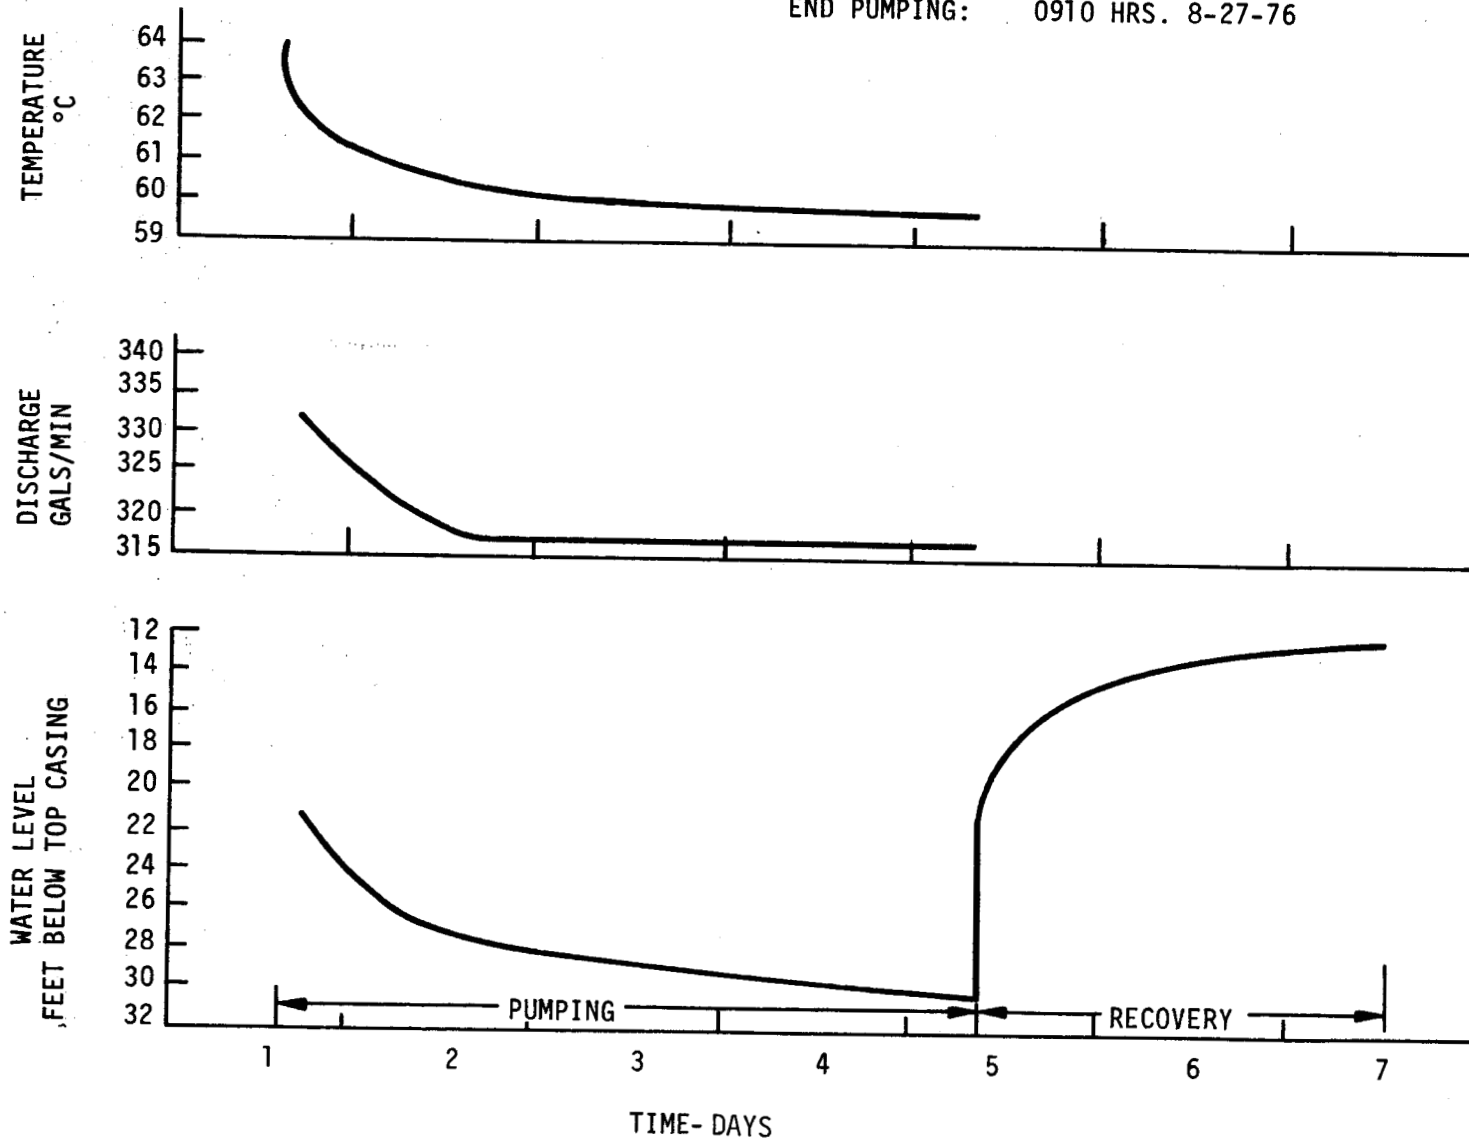 END PUMPING: 0910 HRS. 8-27-76
TEMPERATURE
°C
64
63
62
61
60
59
DISCHARGE
GALS/MIN
340
335
330
325
320
315
WATER LEVEL
FEET BELOW TOP CASING
12
14
16
18
20
22
24
26
28
30
32
PUMPING
RECOVERY
1 2 3 4 5 6 7
TIME-DAYS